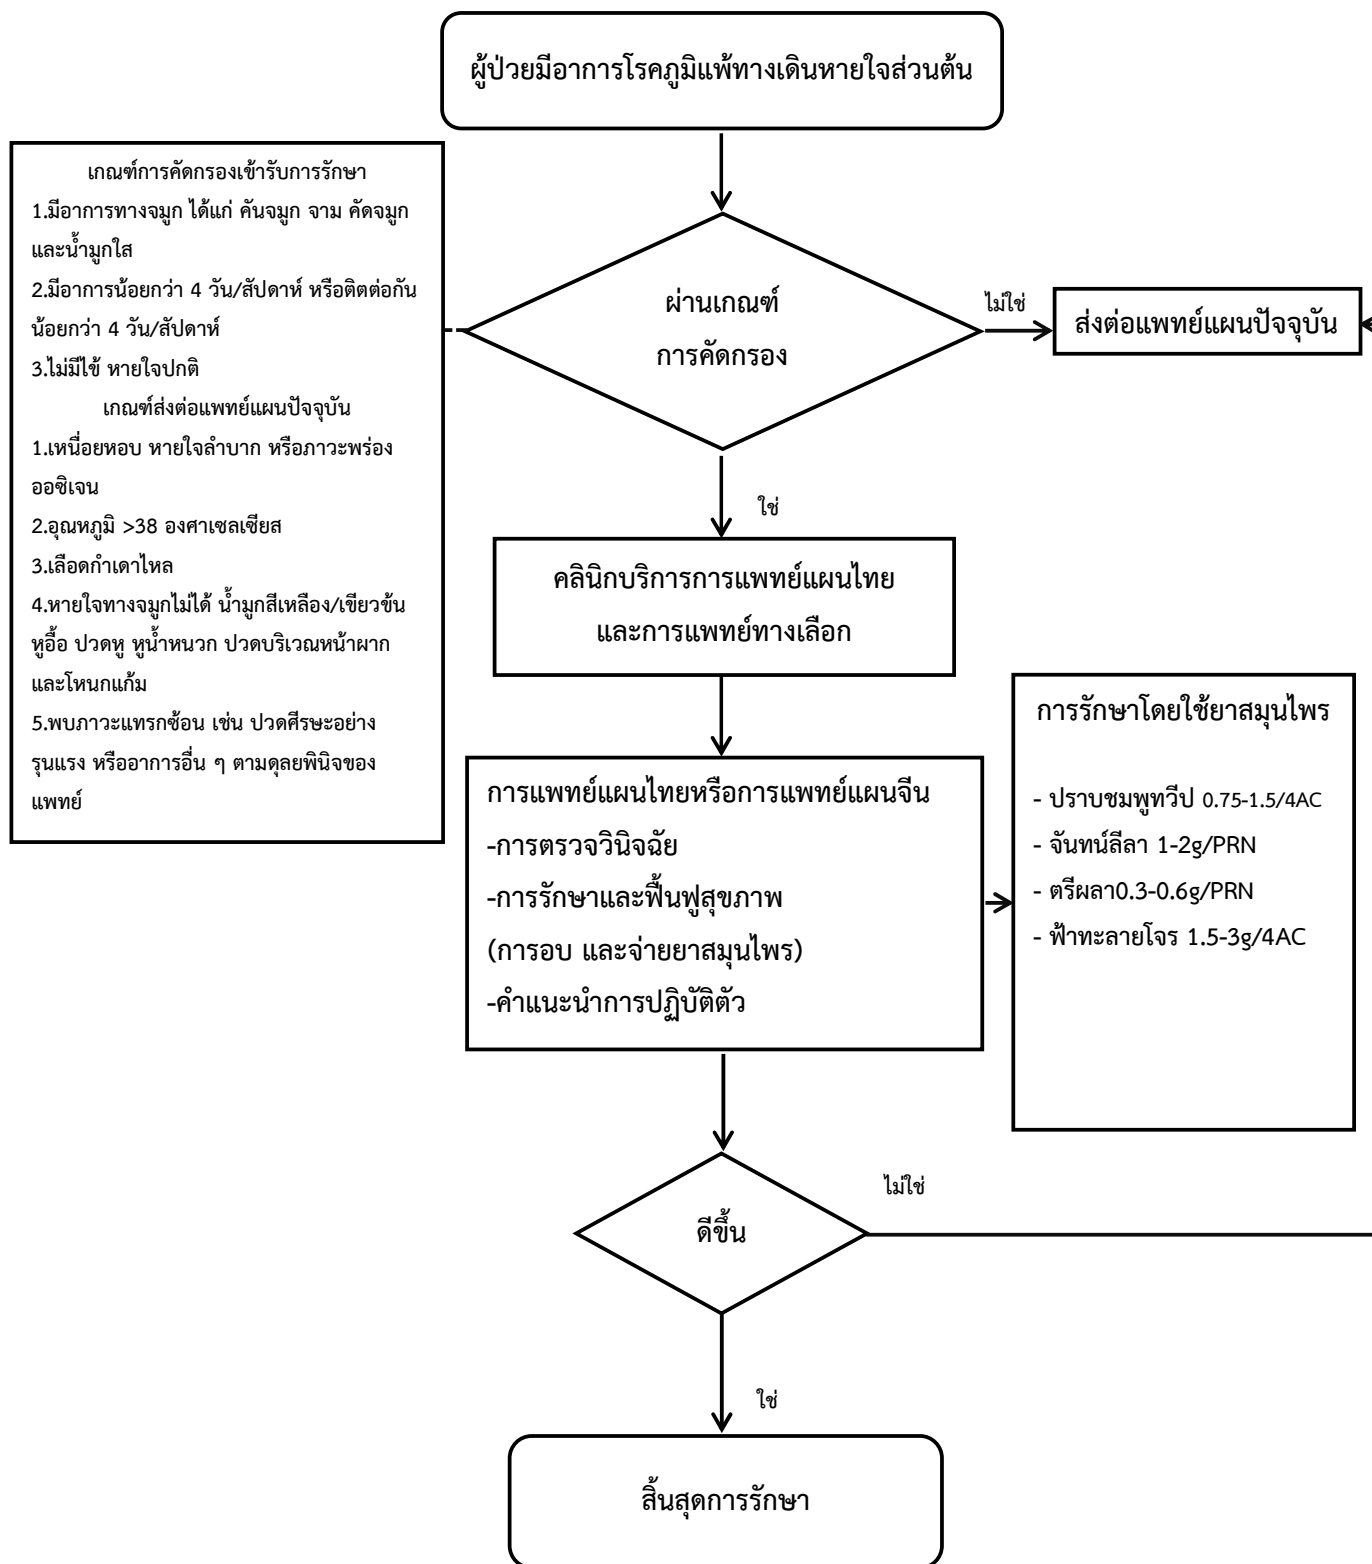 ผู้ป่วยมีอาการโรคภูมิแพ้ทางเดินหายใจส่วนต้น
เกณฑ์การคัดกรองเข้ารับการรักษา
1.มีอาการทางจมูก ได้แก่ คันจมูก จาม คัดจมูก
และน้ำมูกใส
2.มีอาการน้อยกว่า 4 วัน/สัปดาห์ หรือติตต่อกัน
น้อยกว่า 4 วัน/สัปดาห์
3.ไม่มีไข้ หายใจปกติ
เกณฑ์ส่งต่อแพทย์แผนปัจจุบัน
1.เหนื่อยหอบ หายใจลำบาก หรือภาวะพร่อง
ออซิเจน
2.อุณหภูมิ >38 องศาเซลเซียส
3.เลือดกำเดาไหล
4.หายใจทางจมูกไม่ได้ น้ำมูกสีเหลือง/เขียวข้น
หูอื้อ ปวดหู หูน้ำหนวก ปวดบริเวณหน้าผาก
และโหนกแก้ม
5.พบภาวะแทรกซ้อน เช่น ปวดศีรษะอย่าง
รุนแรง หรืออาการอื่น ๆ ตามดุลยพินิจของ
แพทย์
ผ่านเกณฑ์
การคัดกรอง
ไม่ใช่
ส่งต่อแพทย์แผนปัจจุบัน
ใช่
คลินิกบริการการแพทย์แผนไทย
และการแพทย์ทางเลือก
การแพทย์แผนไทยหรือการแพทย์แผนจีน
-การตรวจวินิจฉัย
-การรักษาและฟื้นฟูสุขภาพ
(การอบ และจ่ายยาสมุนไพร)
-คำแนะนำการปฏิบัติตัว
การรักษาโดยใช้ยาสมุนไพร
- ปราบชมพูทวีป 0.75-1.5/4AC
- จันทน์ลีลา 1-2g/PRN
- ตรีผลา0.3-0.6g/PRN
- ฟ้าทะลายโจร 1.5-3g/4AC
ดีขึ้น
ไม่ใช่
ใช่
สิ้นสุดการรักษา